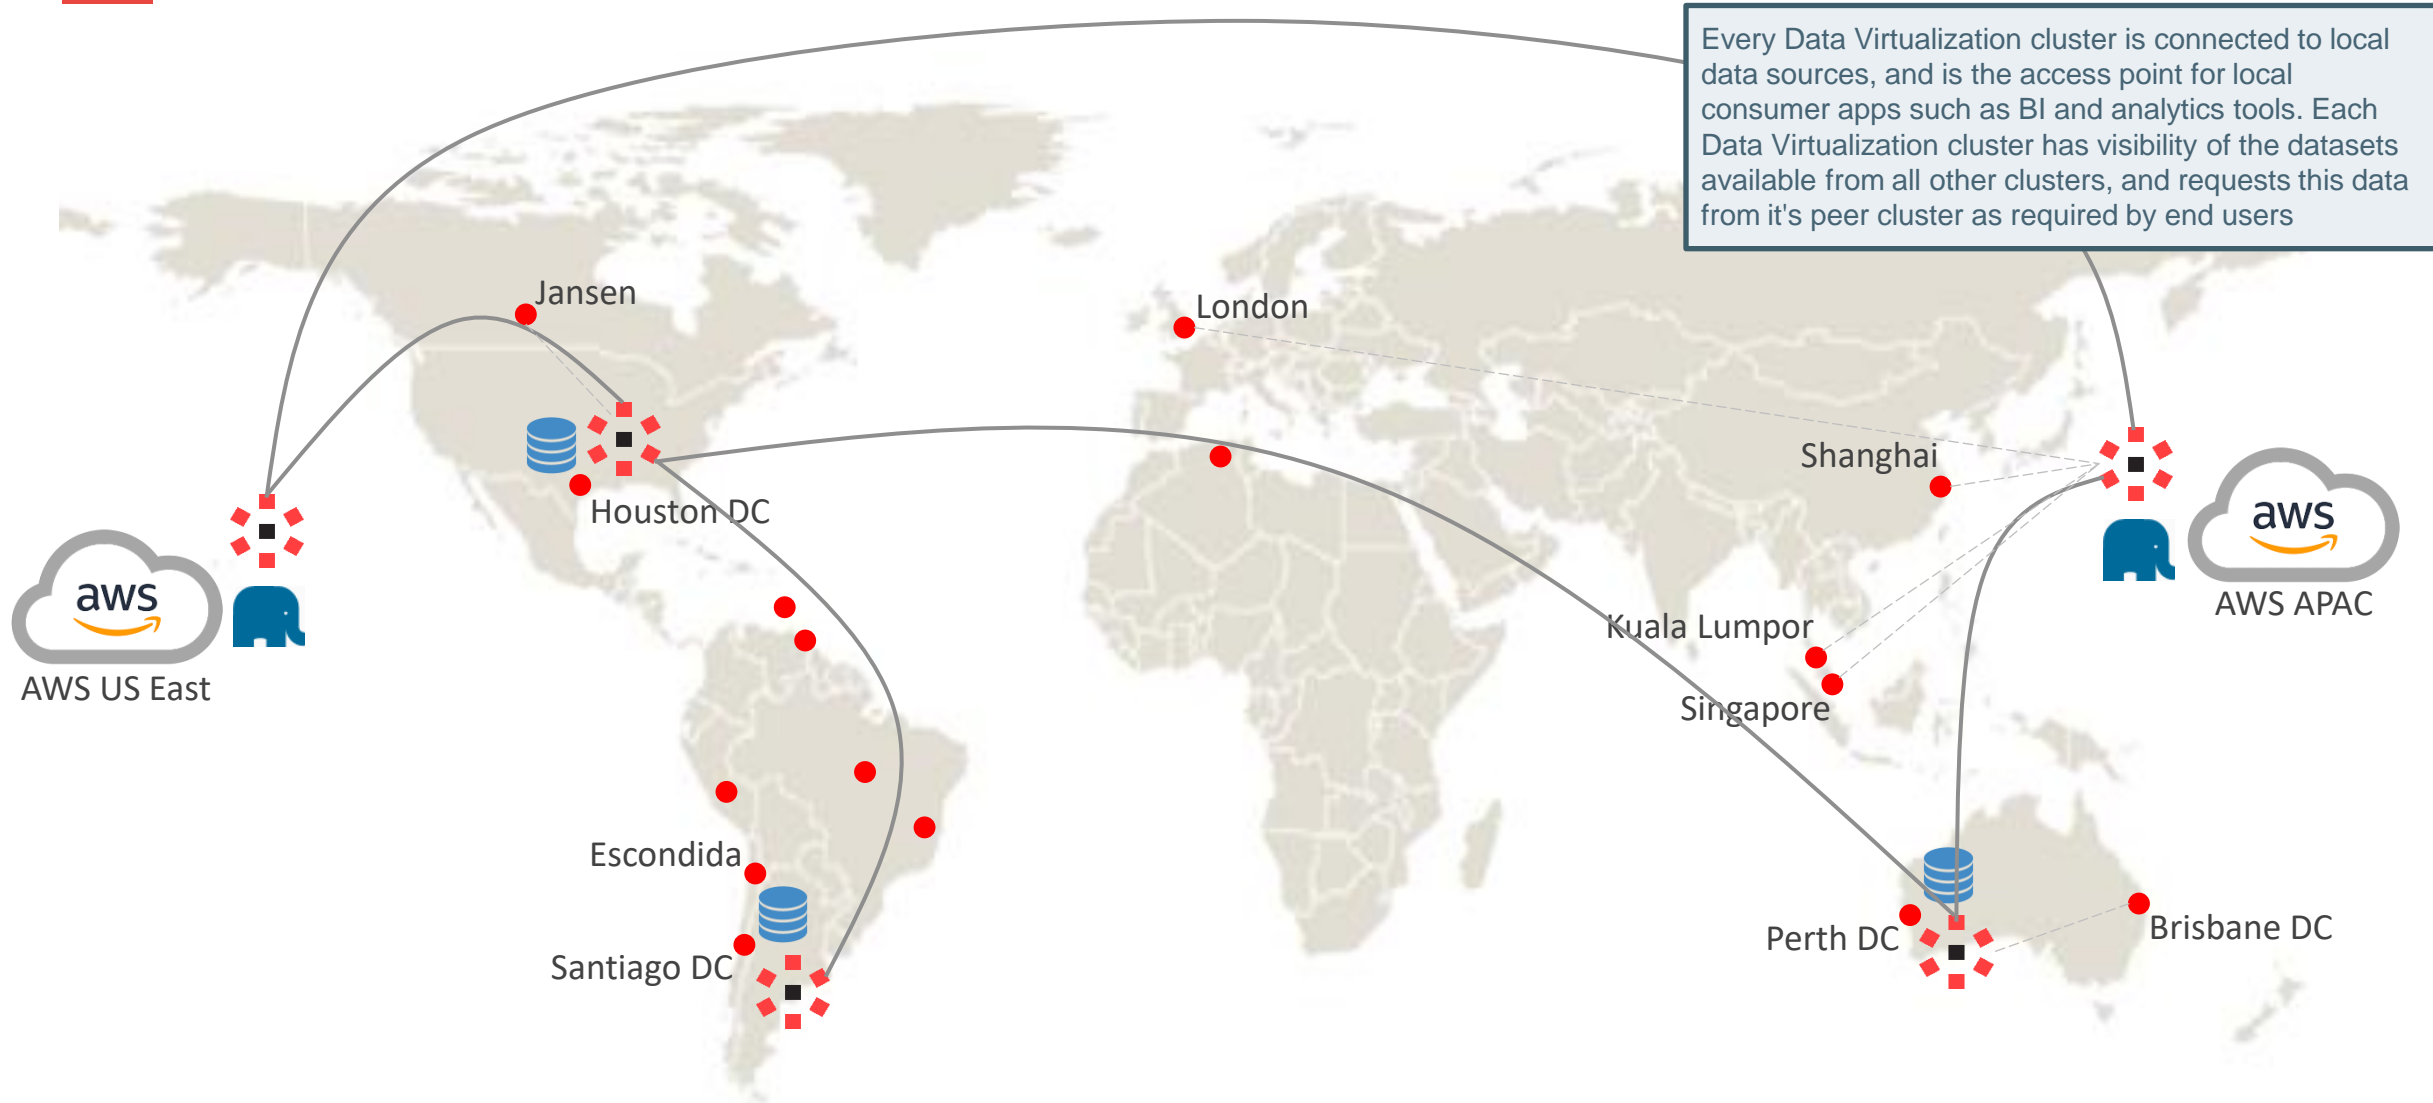 Every Data Virtualization cluster is connected to local
data sources, and is the access point for local
consumer apps such as BI and analytics tools. Each
Data Virtualization cluster has visibility of the datasets
available from all other clusters, and requests this data
from it's peer cluster as required by end users
Jansen
London
Shanghai
Houston DC
aws
AWS APAC
aws
AWS US East
Kuala Lumpor
Singapore
Escondida
Santiago DC
Perth DC
Brisbane DC